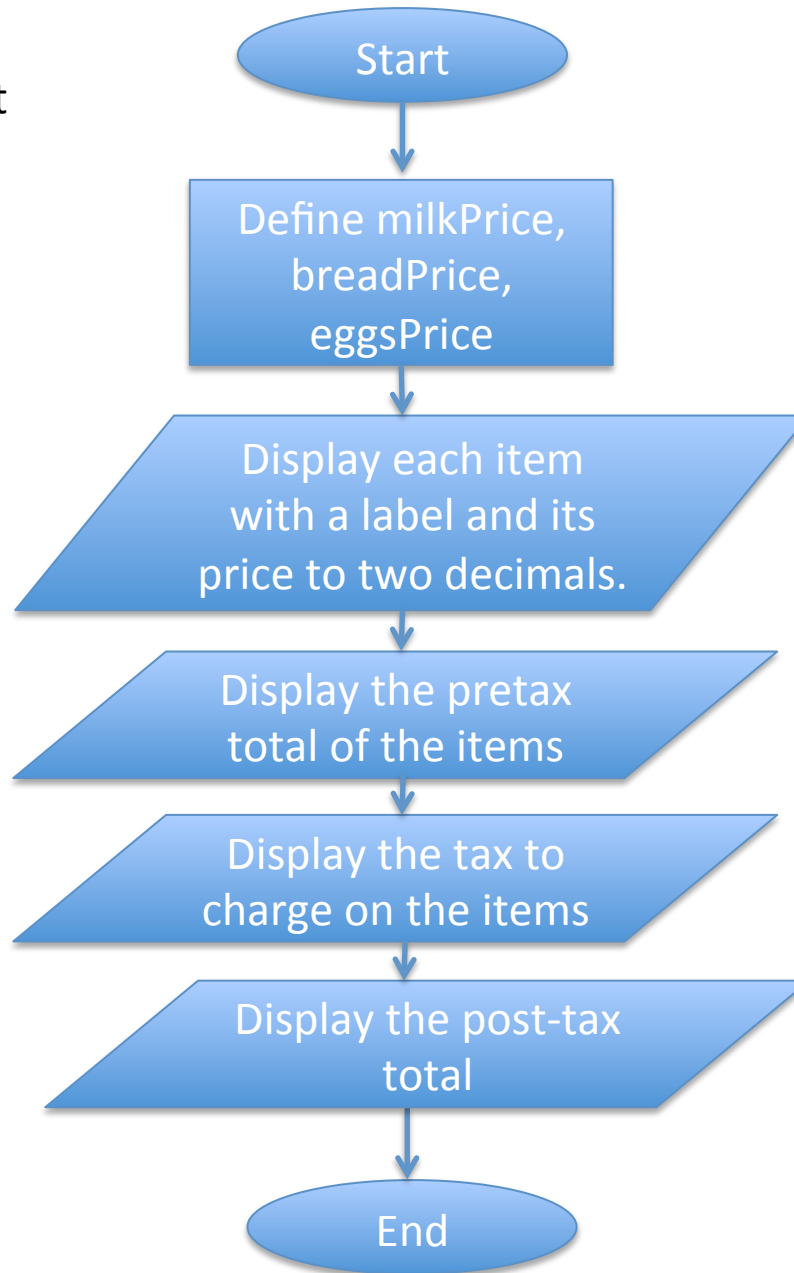 Start
t
Define milkPrice,
breadPrice,
eggsPrice
Display each item
with a label and its
price to two decimals.
Display the pretax
total of the items
Display the tax to
charge on the items
Display the post-tax
total
End